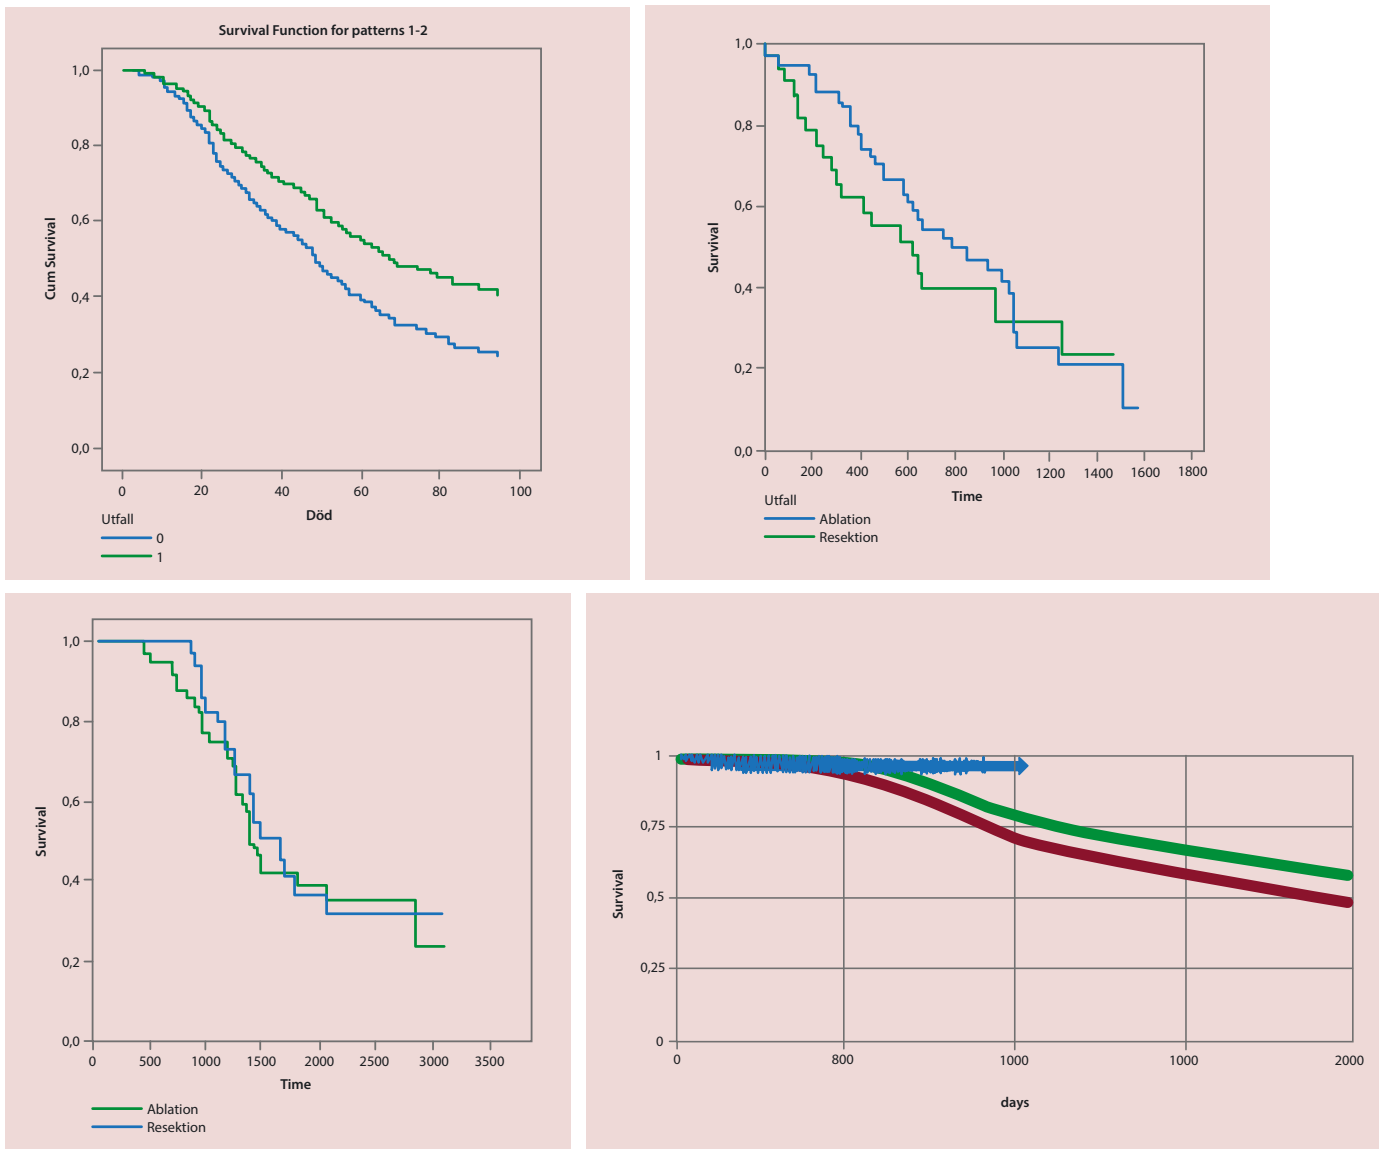 Survival Function for patterns 1-2
1,0
0,8
0,6
0,4
0,2
0,0
Cum Survival
0 20 40 60 80 100
Död
Utfall
0
1
1,0
0,8
0,6
0,4
0,2
0,0
Survival
0 200 400 600 800 1000 1200 1400 1600 1800
Time
Utfall
Ablation
Resektion
1,0
0,8
0,6
0,4
0,2
0,0
Survival
0 500 1000 1500 2000 2500 3000 3500
Time
Ablation
Resektion
1
0,75
0,5
0,25
0
Survival
0 800 1000 1000 2000
days